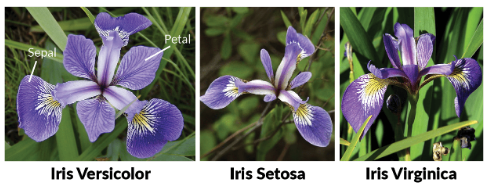 Sepal
Petal
Iris Versicolor
Iris Setosa
Iris Virginica